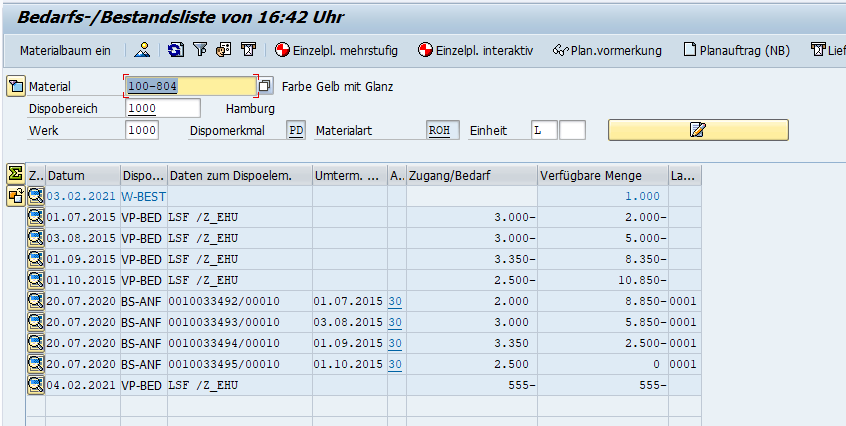 Bedarfs-/Bestandsliste von 16:42 Uhr
Materialbaum ein Einzelpl. mehrstufig Einzelpl. interaktiv Plan.vormerkung Planauftrag (NB) Lief
Material 100-804 Farbe Gelb mit Glanz
Dispobereich 1000 Hamburg
Werk 1000 Dispomerkmal PD Materialart ROH Einheit L
Z.. Datum Dispo... Daten zum Dispoelem. Umterm. ... A.. Zugang/Bedarf Verfügbare Menge La...
03.02.2021 W-BEST 1.000
01.07.2015 VP-BED LSF /Z_EHU 3.000- 2.000-
03.08.2015 VP-BED LSF /Z_EHU 3.000- 5.000-
01.09.2015 VP-BED LSF /Z_EHU 3.350- 8.350-
01.10.2015 VP-BED LSF /Z_EHU 2.500- 10.850-
20.07.2020 BS-ANF 0010033492/00010 01.07.2015 30 2.000 8.850- 0001
20.07.2020 BS-ANF 0010033493/00010 03.08.2015 30 3.000 5.850- 0001
20.07.2020 BS-ANF 0010033494/00010 01.09.2015 30 3.350 2.500- 0001
20.07.2020 BS-ANF 0010033495/00010 01.10.2015 30 2.500 0 0001
04.02.2021 VP-BED LSF /Z_EHU 555- 555-